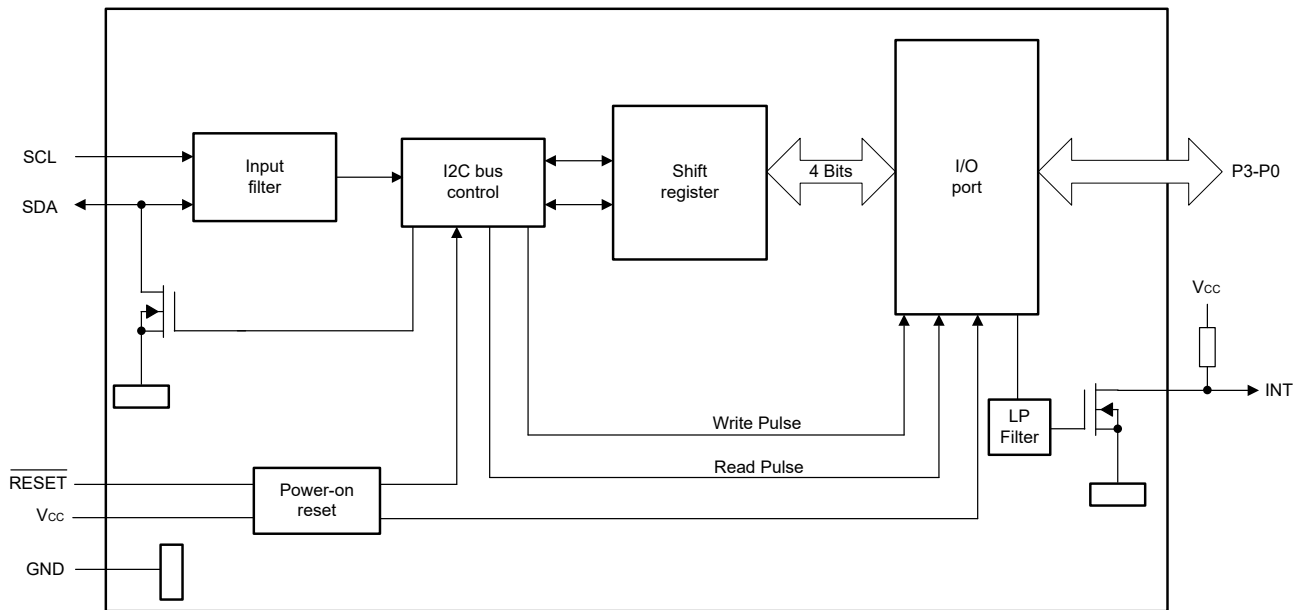 SCL
SDA
Input
filter
I2C bus
control
Shift
register
4 Bits
I/O
port
P3-P0
VCC
INT
LP
Filter
Write Pulse
Read Pulse
RESET
VCC
Power-on
reset
GND